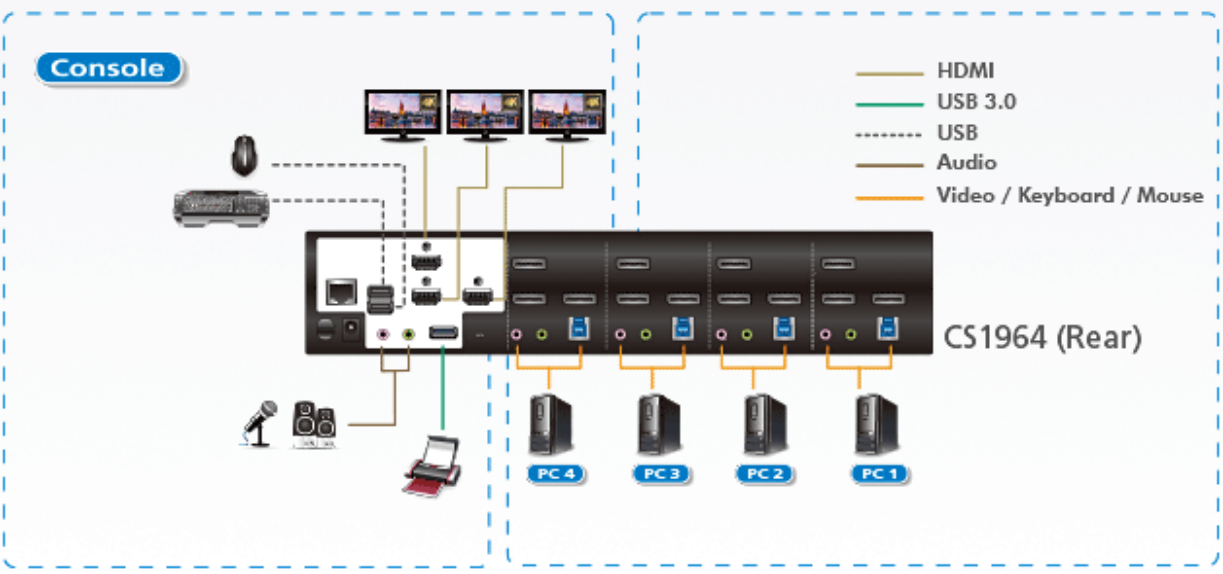 Console
HDMI
USB 3.0
USB
Audio
Video / Keyboard / Mouse
CS1964 (Rear)
PC 4
PC 3
PC 2
PC 1